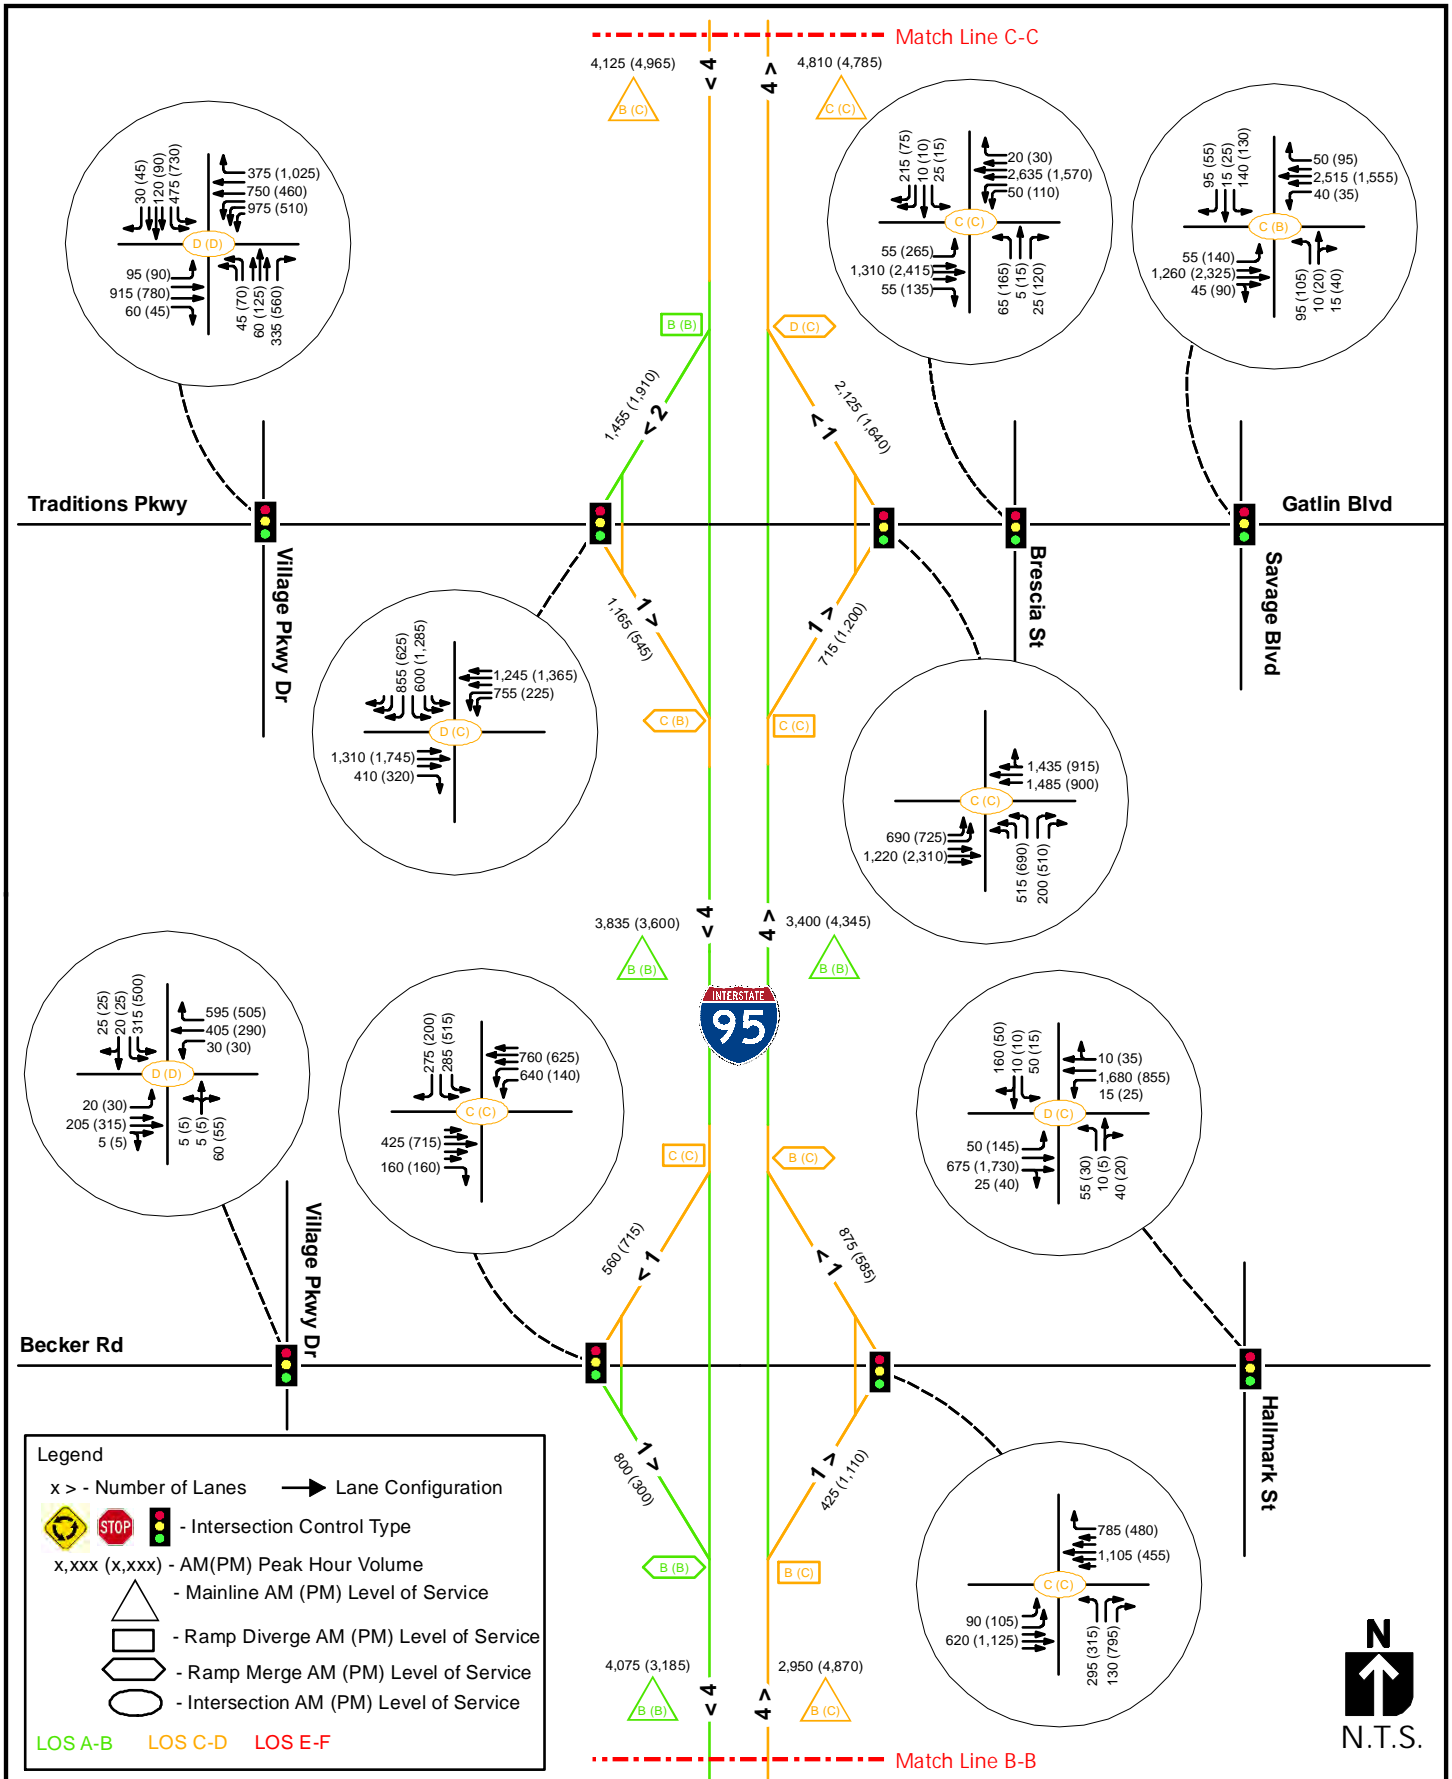 Match Line C-C
4,125 (4,965)
B (C)
< 4
4 >
4,810 (4,785)
C (C)
30 (45)
120 (90)
475 (730)
375 (1,025)
750 (460)
975 (510)
D (D)
95 (90)
915 (780)
60 (45)
45 (70)
60 (125)
335 (560)
215 (75)
10 (10)
25 (15)
20 (30)
2,635 (1,570)
50 (110)
C (C)
55 (265)
1,310 (2,415)
55 (135)
65 (165)
5 (15)
25 (120)
95 (55)
15 (25)
140 (130)
50 (95)
2,515 (1,555)
40 (35)
C (B)
55 (140)
1,260 (2,325)
45 (90)
95 (105)
10 (20)
15 (40)
B (B)
D (C)
1,455 (1,910)
< 2
2,125 (1,640)
< 1
Traditions Pkwy
Gatlin Blvd
Village Pkwy Dr
Brescia St
Savage Blvd
1,165 (545)
1 >
715 (1,200)
1 >
C (B)
C (C)
855 (625)
600 (1,285)
1,245 (1,365)
755 (225)
D (C)
1,310 (1,745)
410 (320)
1,435 (915)
1,485 (900)
C (C)
690 (725)
1,220 (2,310)
515 (690)
200 (510)
3,835 (3,600)
B (B)
< 4
4 >
3,400 (4,345)
B (B)
INTERSTATE
95
25 (25)
20 (25)
315 (500)
595 (505)
405 (290)
30 (30)
D (D)
20 (30)
205 (315)
5 (5)
5 (5)
5 (5)
60 (55)
275 (200)
285 (515)
760 (625)
640 (140)
C (C)
425 (715)
160 (160)
160 (50)
10 (10)
50 (15)
10 (35)
1,680 (855)
15 (25)
D (C)
50 (145)
675 (1,730)
25 (40)
55 (30)
10 (5)
40 (20)
C (C)
B (C)
560 (715)
< 1
875 (585)
< 1
Village Pkwy Dr
Becker Rd
Hallmark St
800 (300)
1 >
425 (1,110)
1 >
B (B)
B (C)
785 (480)
1,105 (455)
C (C)
90 (105)
620 (1,125)
295 (315)
130 (795)
4,075 (3,185)
B (B)
< 4
4 >
2,950 (4,870)
B (C)
Match Line B-B
Legend
x > - Number of Lanes
Lane Configuration
STOP
- Intersection Control Type
x,xxx (x,xxx) - AM(PM) Peak Hour Volume
- Mainline AM (PM) Level of Service
- Ramp Diverge AM (PM) Level of Service
- Ramp Merge AM (PM) Level of Service
- Intersection AM (PM) Level of Service
LOS A-B LOS C-D LOS E-F
N
N.T.S.